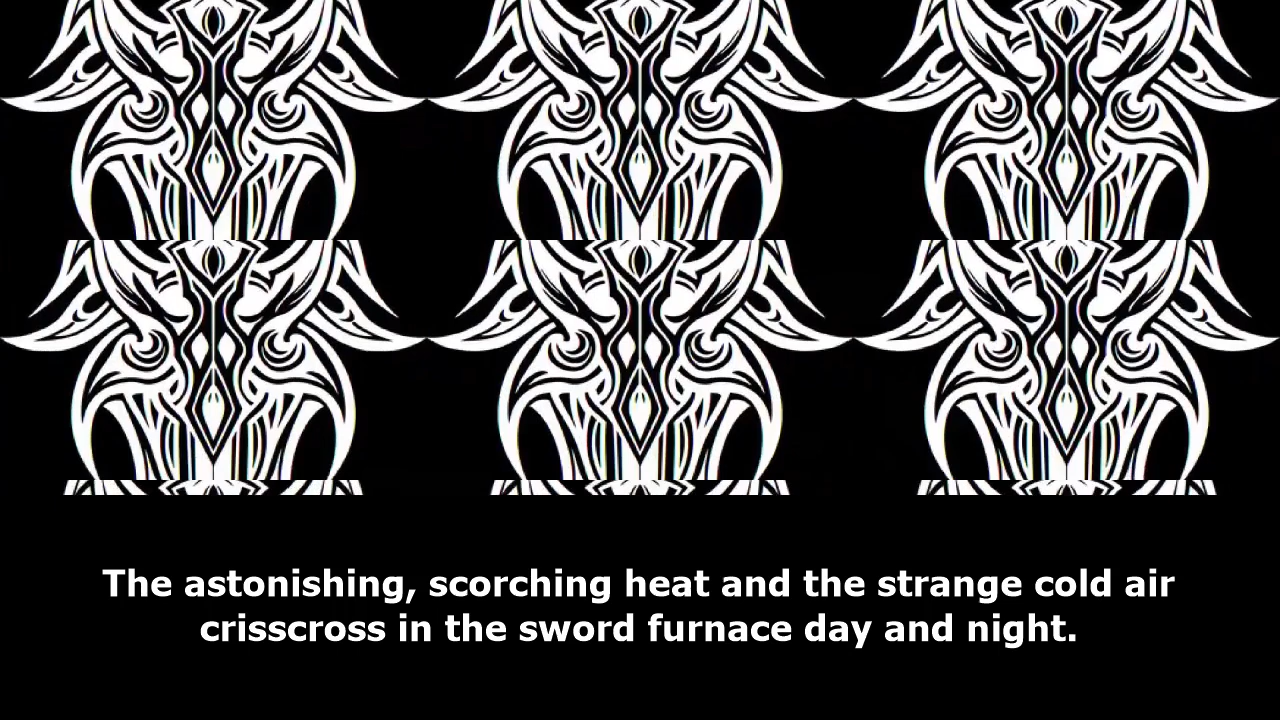 The astonishing, scorching heat and the strange cold air
crisscross in the sword furnace day and night.